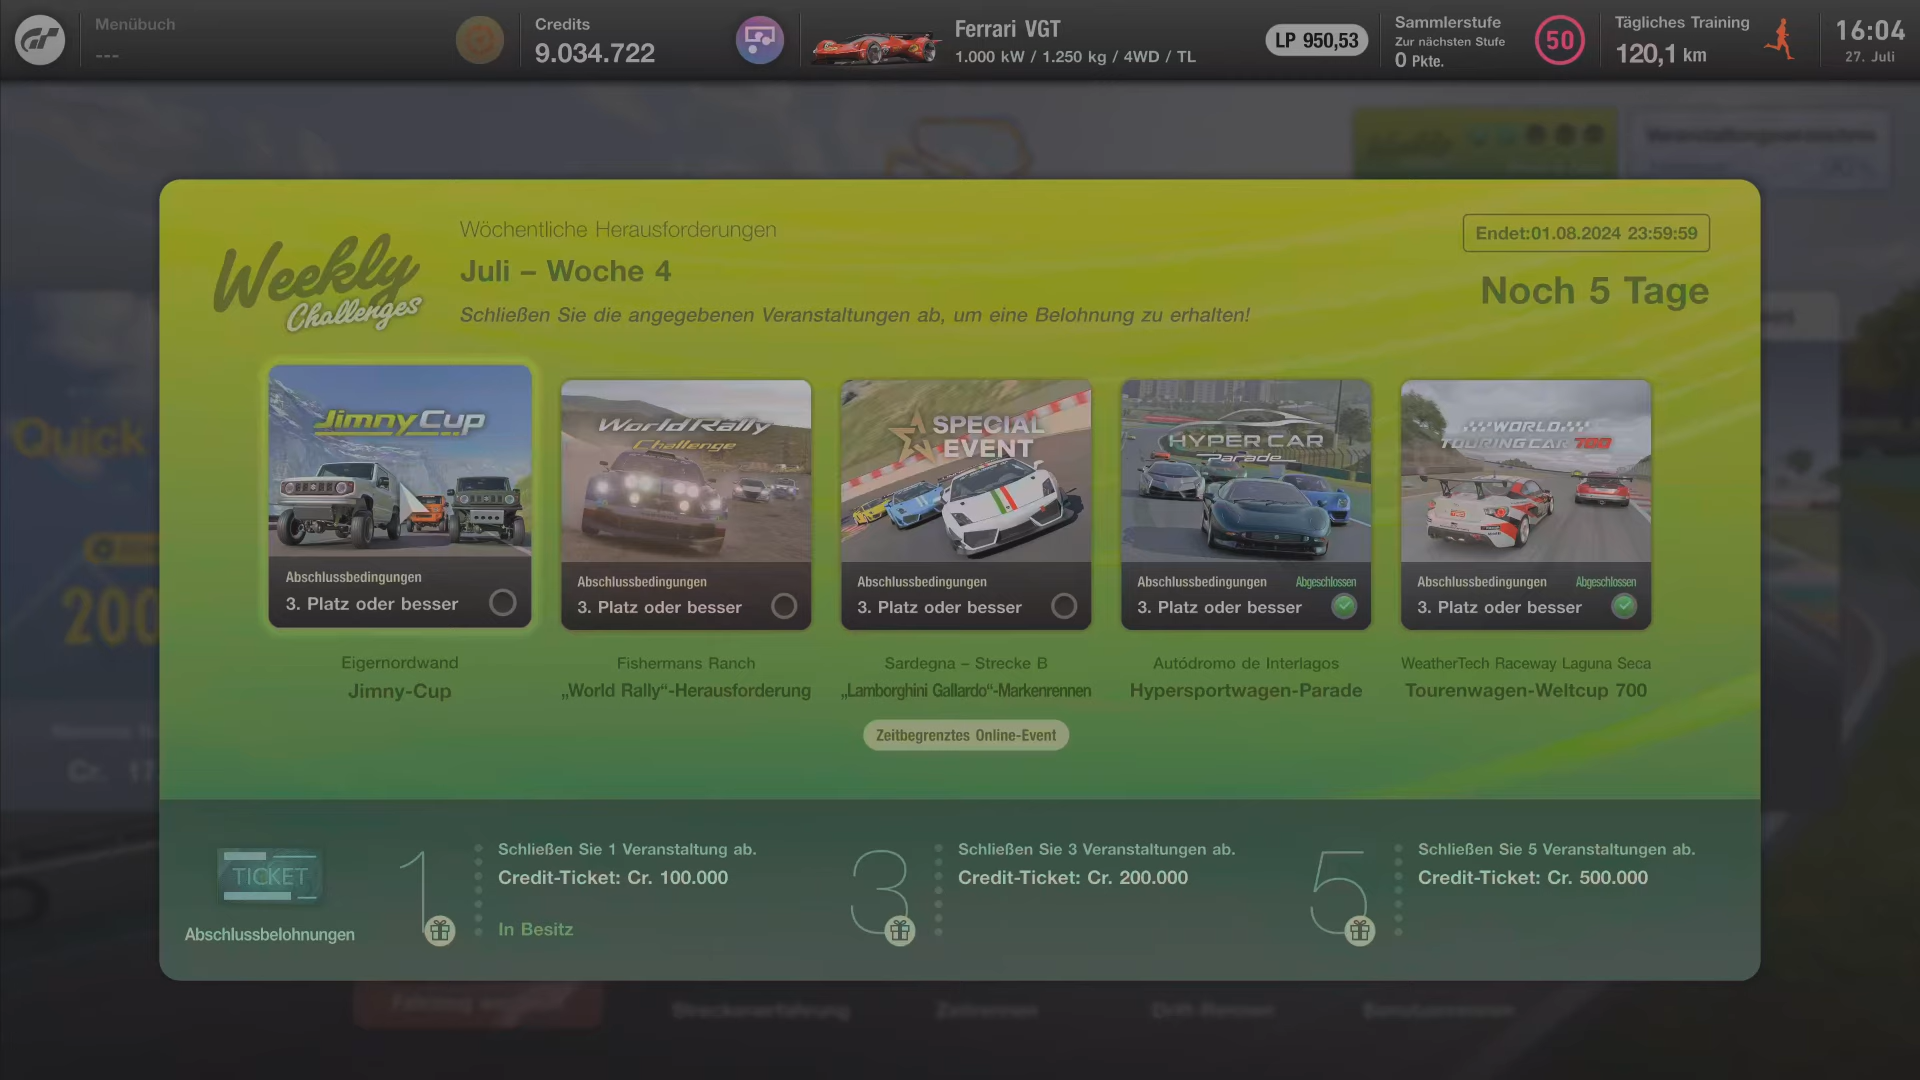 Menübuch
---
Credits
9.034.722
Ferrari VGT
1.000 kW / 1.250 kg / 4WD / TL
LP 950,53
Sammlerstufe
Zur nächsten Stufe
0 Pkte.
50
Tägliches Training
120,1 km
16:04
27. Juli
Weekly
Challenges
Wöchentliche Herausforderungen
Juli – Woche 4
Schließen Sie die angegebenen Veranstaltungen ab, um eine Belohnung zu erhalten!
Endet:01.08.2024 23:59:59
Noch 5 Tage
Quick
200
Jimny Cup
Abschlussbedingungen
3. Platz oder besser
Eigernordwand
Jimny-Cup
World Rally
Challenge
Abschlussbedingungen
3. Platz oder besser
Fishermans Ranch
„World Rally“-Herausforderung
SPECIAL
EVENT
Abschlussbedingungen
3. Platz oder besser
Sardegna – Strecke B
„Lamborghini Gallardo“-Markenrennen
Zeitbegrenztes Online-Event
HYPER CAR
Parade
Abschlussbedingungen
Abgeschlossen
3. Platz oder besser
Autódromo de Interlagos
Hypersportwagen-Parade
WORLD
TOURING CAR 700
Abschlussbedingungen
Abgeschlossen
3. Platz oder besser
WeatherTech Raceway Laguna Seca
Tourenwagen-Weltcup 700
TICKET
Abschlussbelohnungen
1
Schließen Sie 1 Veranstaltung ab.
Credit-Ticket: Cr. 100.000
In Besitz
3
Schließen Sie 3 Veranstaltungen ab.
Credit-Ticket: Cr. 200.000
5
Schließen Sie 5 Veranstaltungen ab.
Credit-Ticket: Cr. 500.000
Streckenerfahrung
Zeitrennen
Drift-Rennen
Benutzerrennen